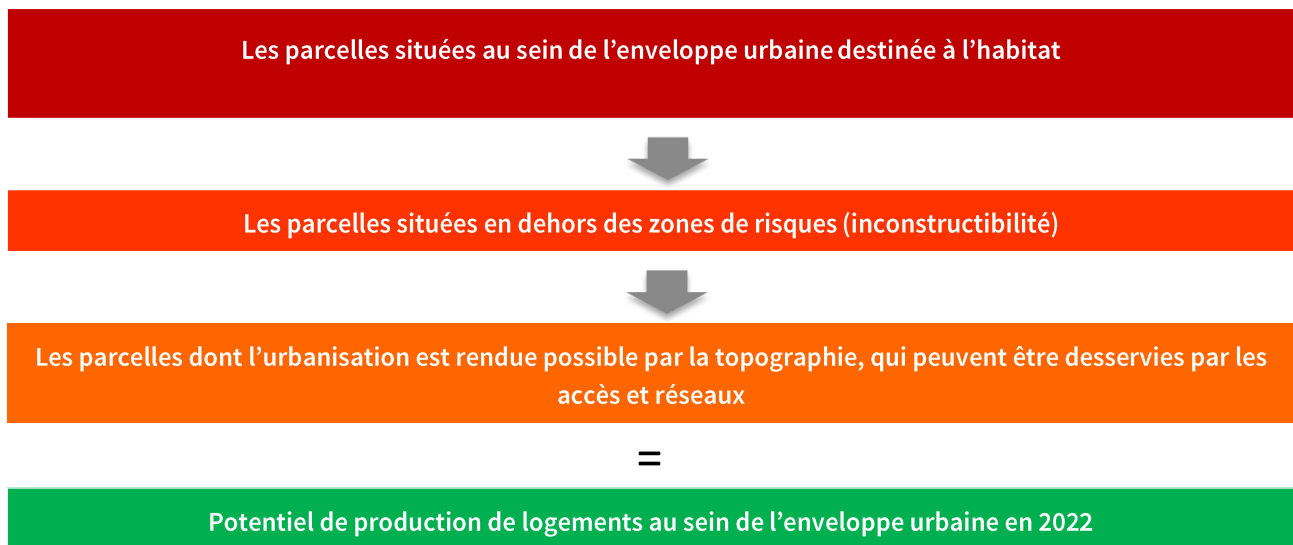 Les parcelles situées au sein de l’enveloppe urbaine destinée à l’habitat
Les parcelles situées en dehors des zones de risques (inconstructibilité)
Les parcelles dont l’urbanisation est rendue possible par la topographie, qui peuvent être desservies par les
accès et réseaux
=
Potentiel de production de logements au sein de l’enveloppe urbaine en 2022